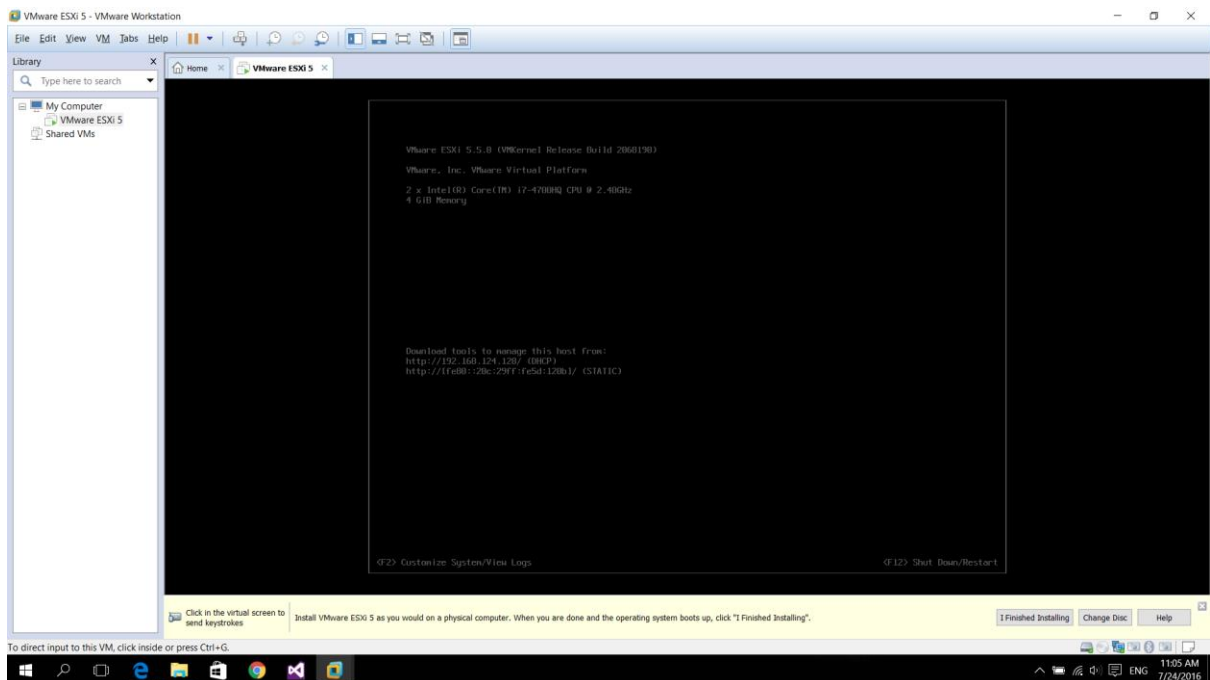 VMware ESXi 5 - VMware Workstation
File Edit View VM Tabs Help
Library X
Home VMware ESXi 5
Type here to search
My Computer
VMware ESXi 5
Shared VMs
VMware ESXi 5.5.0 (VMKernel Release Build 2068190)
VMware, Inc. VMware Virtual Platform
2 x Intel(R) Core(TM) i7-4700HQ CPU @ 2.40GHz
4 GiB Memory
Download tools to manage this host from:
http://192.168.124.128/ (DHCP)
http://[fe80::20c:29ff:fe5d:120b]/ (STATIC)
<F2> Customize System/View Logs <F12> Shut Down/Restart
Click in the virtual screen to
send keystrokes
Install VMware ESXi 5 as you would on a physical computer. When you are done and the operating system boots up, click "I Finished Installing".
I Finished Installing Change Disc Help
To direct input to this VM, click inside or press Ctrl+G.
ENG
11:05 AM
7/24/2016